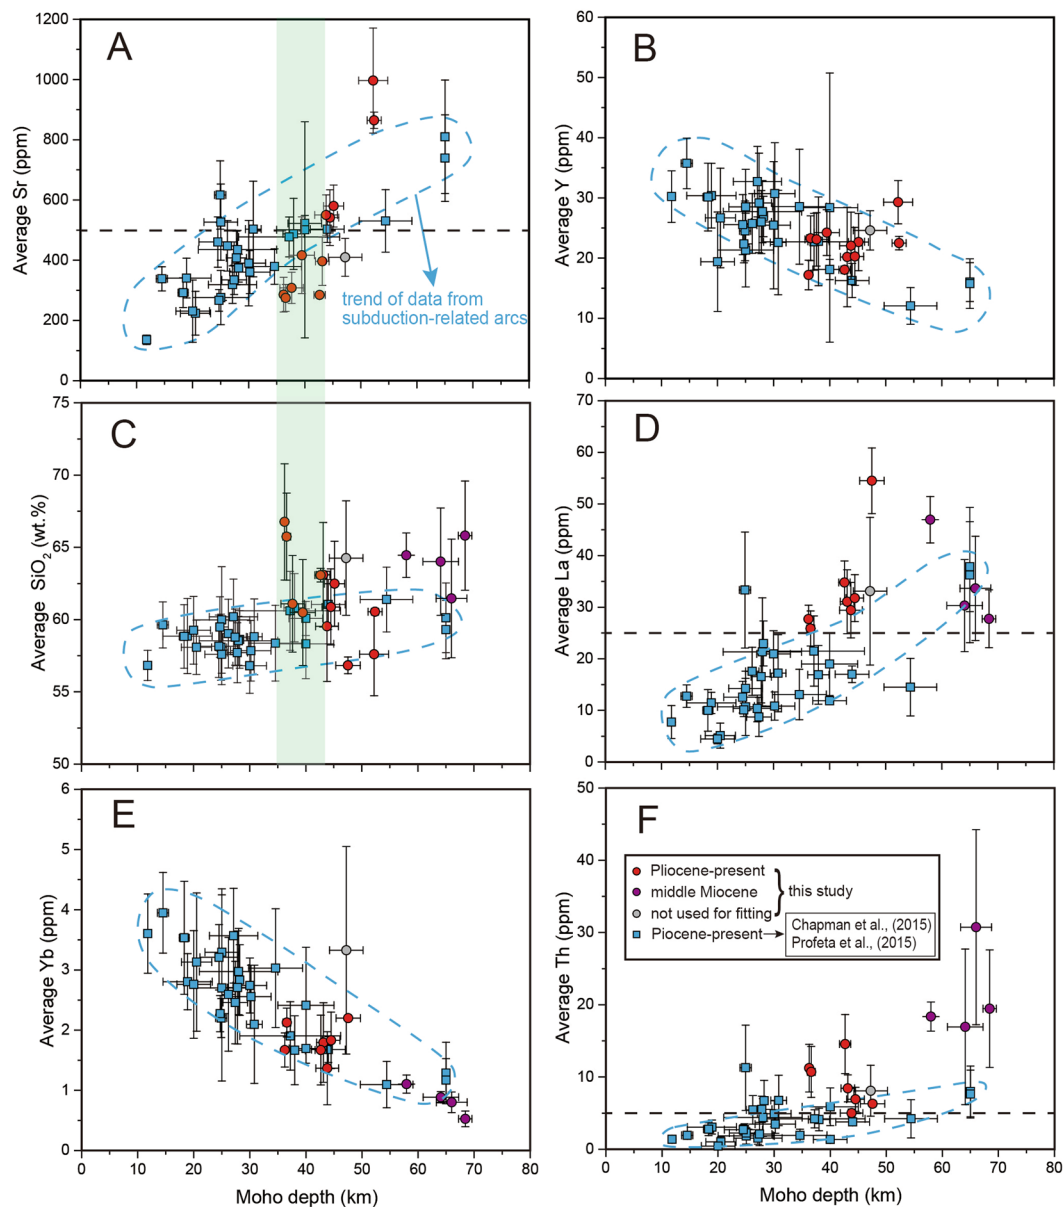 A
Average Sr (ppm)
1200
1000
800
600
400
200
0
trend of data from
subduction-related arcs
B
Average Y (ppm)
60
50
40
30
20
10
0
C
Average SiO2 (wt.%)
75
70
65
60
55
50
D
Average La (ppm)
70
60
50
40
30
20
10
0
E
Average Yb (ppm)
6
5
4
3
2
1
0
0 10 20 30 40 50 60 70 80
Moho depth (km)
F
Average Th (ppm)
50
40
30
20
10
0
Pliocene-present
middle Miocene
not used for fitting
this study
Piocene-present
Chapman et al., (2015)
Profeta et al., (2015)
0 10 20 30 40 50 60 70 80
Moho depth (km)